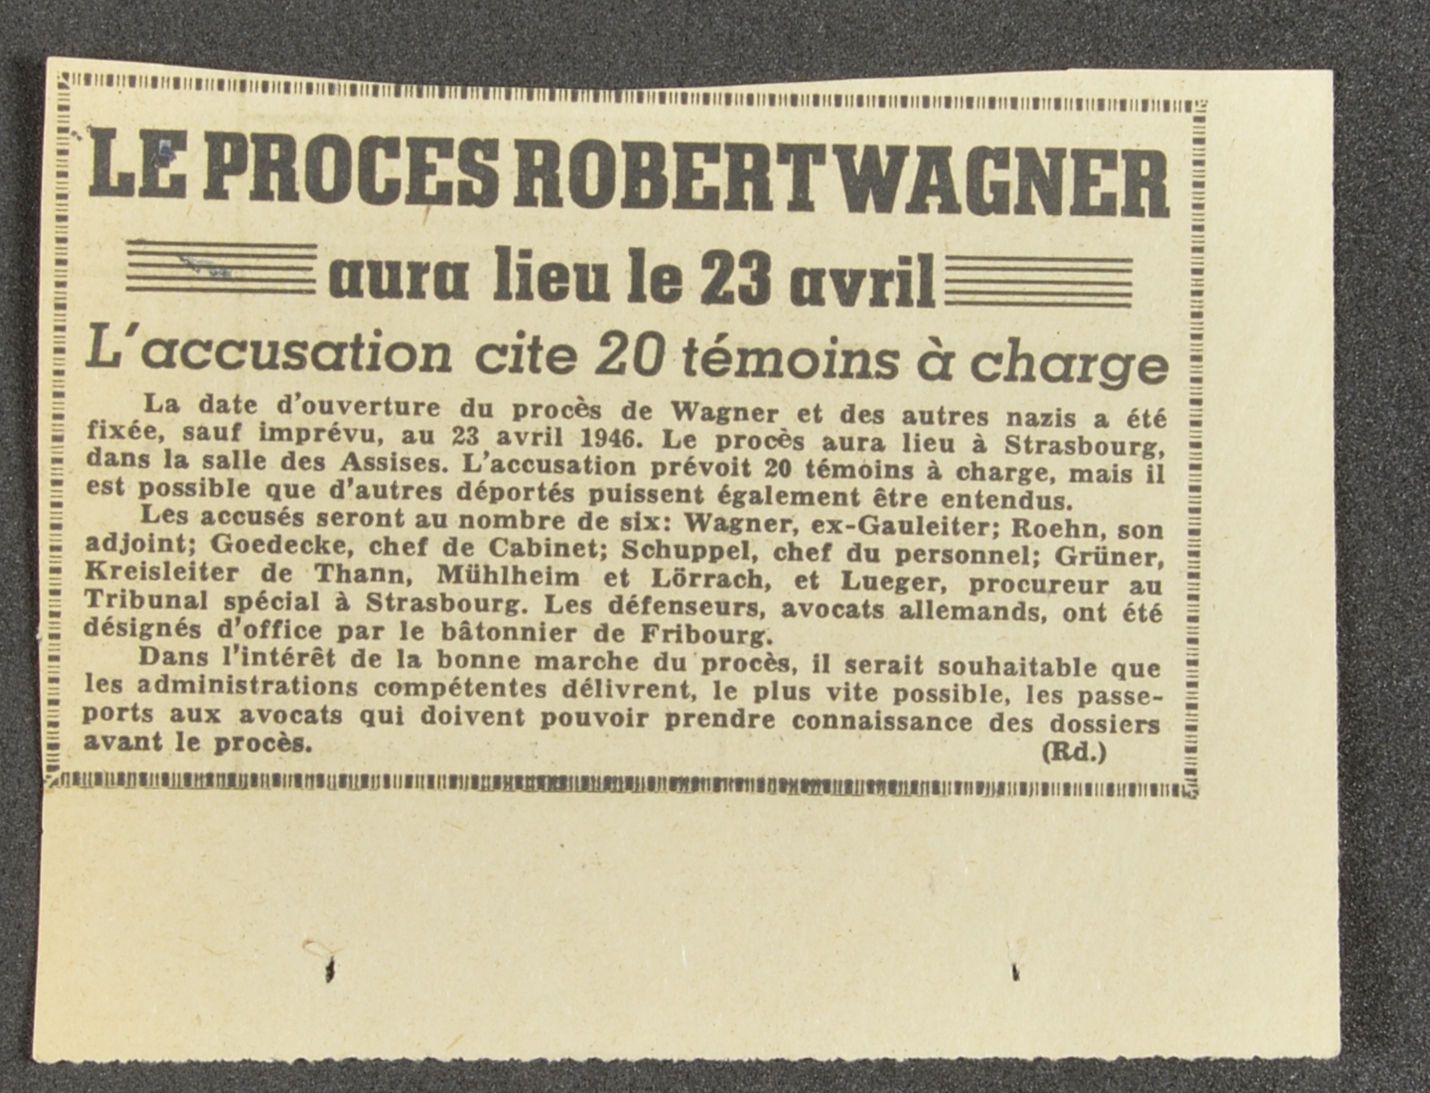 LE PROCES ROBERT WAGNER
aura lieu le 23 avril
L'accusation cite 20 témoins à charge
La date d'ouverture du procès de Wagner et des autres nazis a été
fixée, sauf imprévu, au 23 avril 1946. Le procès aura lieu à Strasbourg,
dans la salle des Assises. L'accusation prévoit 20 témoins à charge, mais il
est possible que d'autres déportés puissent également être entendus.
Les accusés seront au nombre de six: Wagner, ex-Gauleiter; Roehn, son
adjoint; Goedecke, chef de Cabinet; Schuppel, chef du personnel; Grüner,
Kreisleiter de Thann, Mühlheim et Lörrach, et Lueger, procureur au
Tribunal spécial à Strasbourg. Les défenseurs, avocats allemands, ont été
désignés d'office par le bâtonnier de Fribourg.
Dans l'intérêt de la bonne marche du procès, il serait souhaitable que
les administrations compétentes délivrent, le plus vite possible, les passe-
ports aux avocats qui doivent pouvoir prendre connaissance des dossiers
avant le procès. (Rd.)